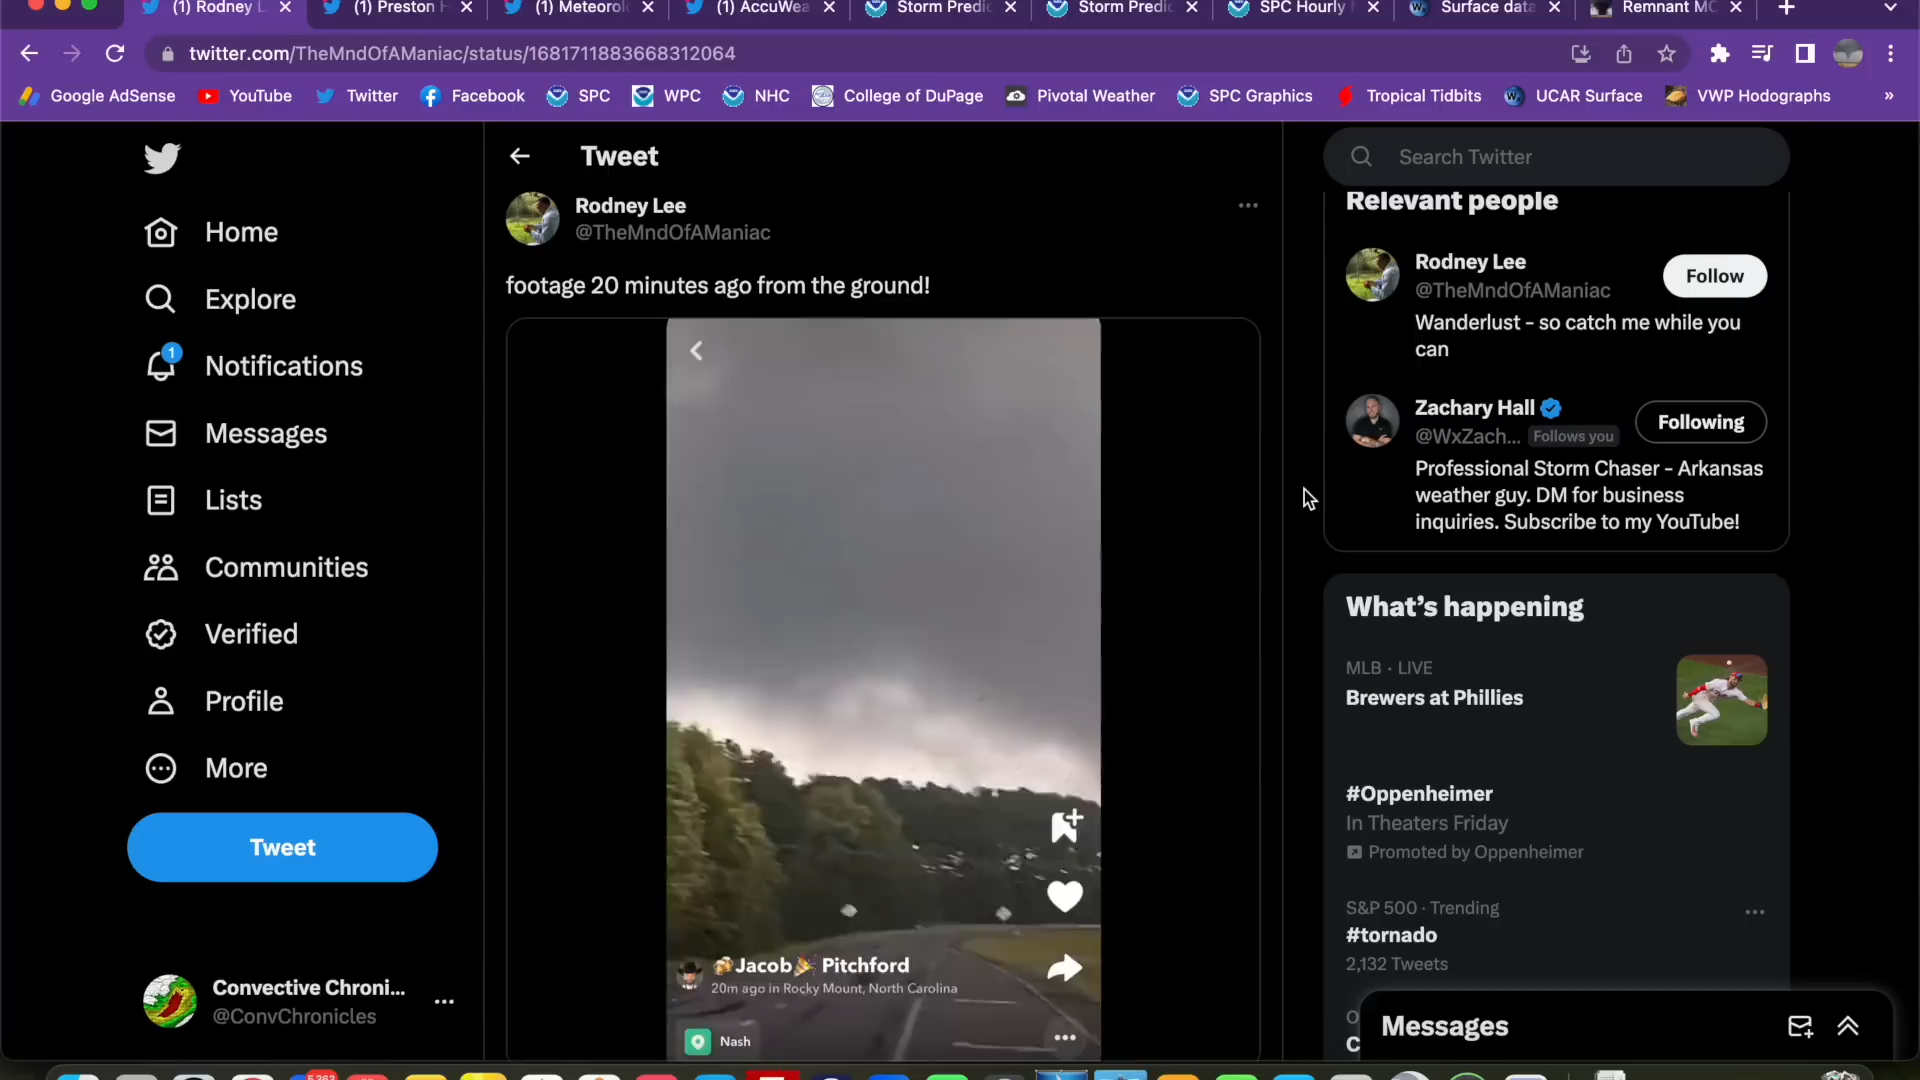 (1) Rodney L
(1) Preston H
(1) Meteorol
(1) AccuWea
Storm Predic
Storm Predic
SPC Hourly
Surface data
Remnant MC
twitter.com/TheMndOfAManiac/status/1681711883668312064
Google AdSense
YouTube
Twitter
Facebook
SPC
WPC
NHC
College of DuPage
Pivotal Weather
SPC Graphics
Tropical Tidbits
UCAR Surface
VWP Hodographs
»
Home
Explore
1
Notifications
Messages
Lists
Communities
Verified
Profile
More
Tweet
Convective Chroni...
@ConvChronicles
Tweet
Rodney Lee
@TheMndOfAManiac
footage 20 minutes ago from the ground!
🍻Jacob🎉 Pitchford
20m ago in Rocky Mount, North Carolina
Nash
Search Twitter
Relevant people
Rodney Lee
@TheMndOfAManiac
Follow
Wanderlust - so catch me while you
can
Zachary Hall
@WxZach... Follows you
Following
Professional Storm Chaser - Arkansas
weather guy. DM for business
inquiries. Subscribe to my YouTube!
What's happening
MLB · LIVE
Brewers at Phillies
#Oppenheimer
In Theaters Friday
Promoted by Oppenheimer
S&P 500 · Trending
#tornado
2,132 Tweets
Messages
5,363